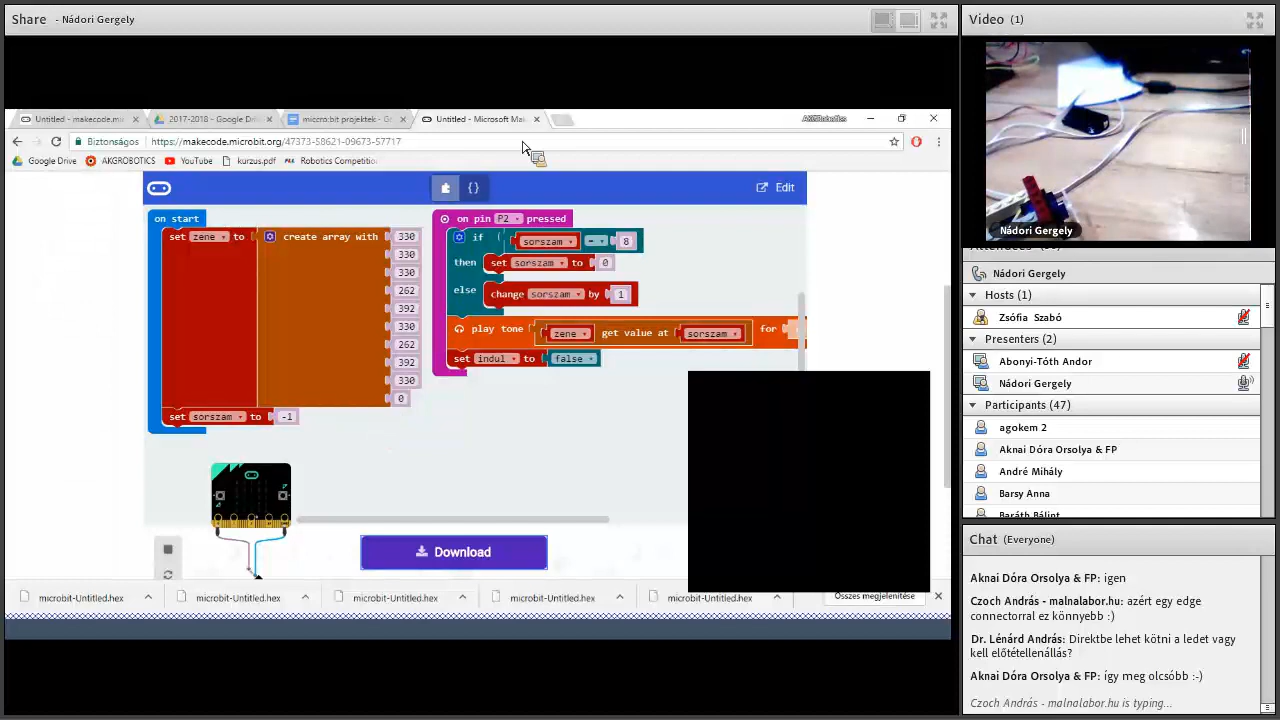 Share - Nádori Gergely
Untitled - makecode.mi
2017-2018 - Google Dri
micro:bit projektek - G
Untitled - Microsoft Mak
Biztonságos
https://makecode.microbit.org/47373-58621-09673-57717
Google Drive
AKGROBOTICS
YouTube
kurzus.pdf
Robotics Competitio
{}
Edit
on start
set zene to
create array with
330
330
330
262
392
330
262
392
330
0
set sorszam to -1
on pin P2 pressed
if sorszam = 8
then set sorszam to 0
else change sorszam by 1
play tone zene get value at sorszam for
set indul to false
Download
microbit-Untitled.hex
microbit-Untitled.hex
microbit-Untitled.hex
microbit-Untitled.hex
microbit-Untitled.hex
Összes megjelenítése
Video (1)
Nádori Gergely
Nádori Gergely
Hosts (1)
Zsófia Szabó
Presenters (2)
Abonyi-Tóth Andor
Nádori Gergely
Participants (47)
agokem 2
Aknai Dóra Orsolya & FP
André Mihály
Barsy Anna
Baráth Bálint
Chat (Everyone)
Aknai Dóra Orsolya & FP: igen
Czoch András - malnalabor.hu: azért egy edge
connectorral ez könnyebb :)
Dr. Lénárd András: Direktbe lehet kötni a ledet vagy
kell előtétellenállás?
Aknai Dóra Orsolya & FP: így meg olcsóbb :-)
Czoch András - malnalabor.hu is typing...